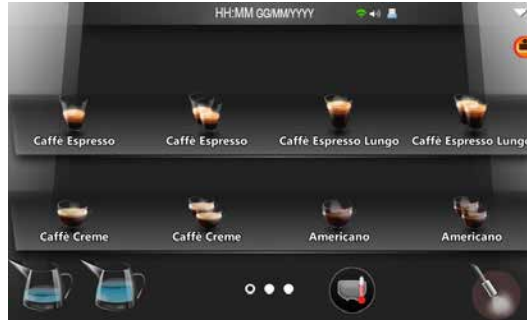 HH:MM GG/MM/YYYY
Caffè Espresso Caffè Espresso Caffè Espresso Lungo Caffè Espresso Lungo
Caffè Creme Caffè Creme Americano Americano